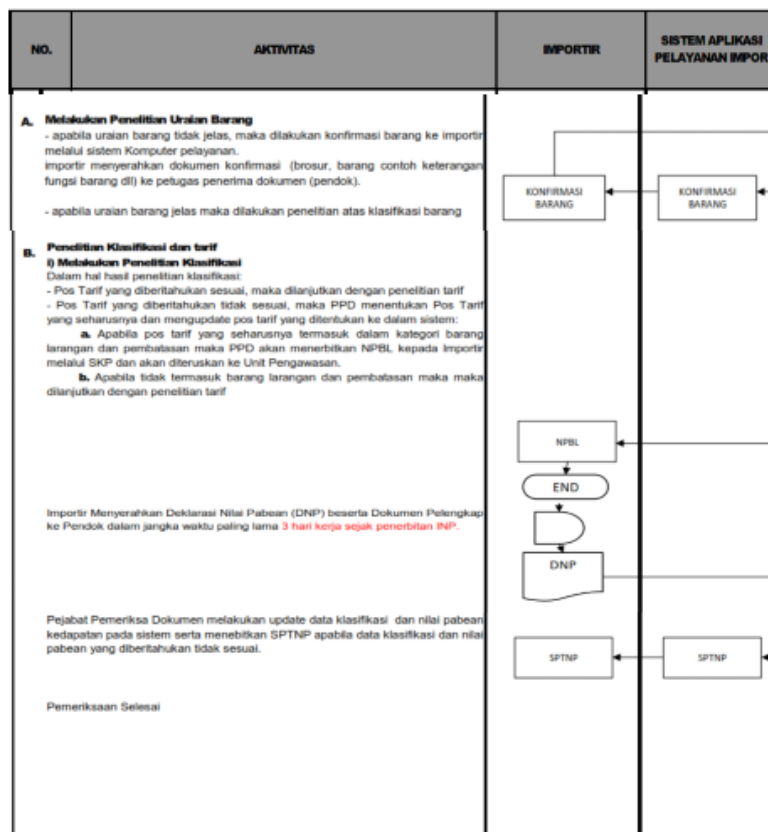 NO.
AKTIVITAS
IMPORTIR
SISTEM APLIKASI
PELAYANAN IMPOR
A. Melakukan Penelitian Uraian Barang
- apabila uraian barang tidak jelas, maka dilakukan konfirmasi barang ke importir
melalui sistem Komputer pelayanan.
importir menyerahkan dokumen konfirmasi (brosur, barang contoh keterangan
fungsi barang dll) ke petugas penerima dokumen (pendok).
- apabila uraian barang jelas maka dilakukan penelitian atas klasifikasi barang
KONFIRMASI
BARANG
KONFIRMASI
BARANG
B. Penelitian Klasifikasi dan tarif
i) Melakukan Penelitian Klasifikasi
Dalam hal hasil penelitian klasifikasi:
- Pos Tarif yang diberitahukan sesuai, maka dilanjutkan dengan penelitian tarif
- Pos Tarif yang diberitahukan tidak sesuai, maka PPD menentukan Pos Tarif
yang seharusnya dan mengupdate pos tarif yang ditentukan ke dalam sistem:
a. Apabila pos tarif yang seharusnya termasuk dalam kategori barang
larangan dan pembatasan maka PPD akan menerbitkan NPBL kepada Importir
melalui SKP dan akan diteruskan ke Unit Pengawasan.
b. Apabila tidak termasuk barang larangan dan pembatasan maka maka
dilanjutkan dengan penelitian tarif
NPBL
END
Importir Menyerahkan Deklarasi Nilai Pabean (DNP) beserta Dokumen Pelengkap
ke Pendok dalam jangka waktu paling lama 3 hari kerja sejak penerbitan INP.
DNP
Pejabat Pemeriksa Dokumen melakukan update data klasifikasi dan nilai pabean
kedapatan pada sistem serta menebitkan SPTNP apabila data klasifikasi dan nilai
pabean yang diberitahukan tidak sesuai.
SPTNP
SPTNP
Pemeriksaan Selesai